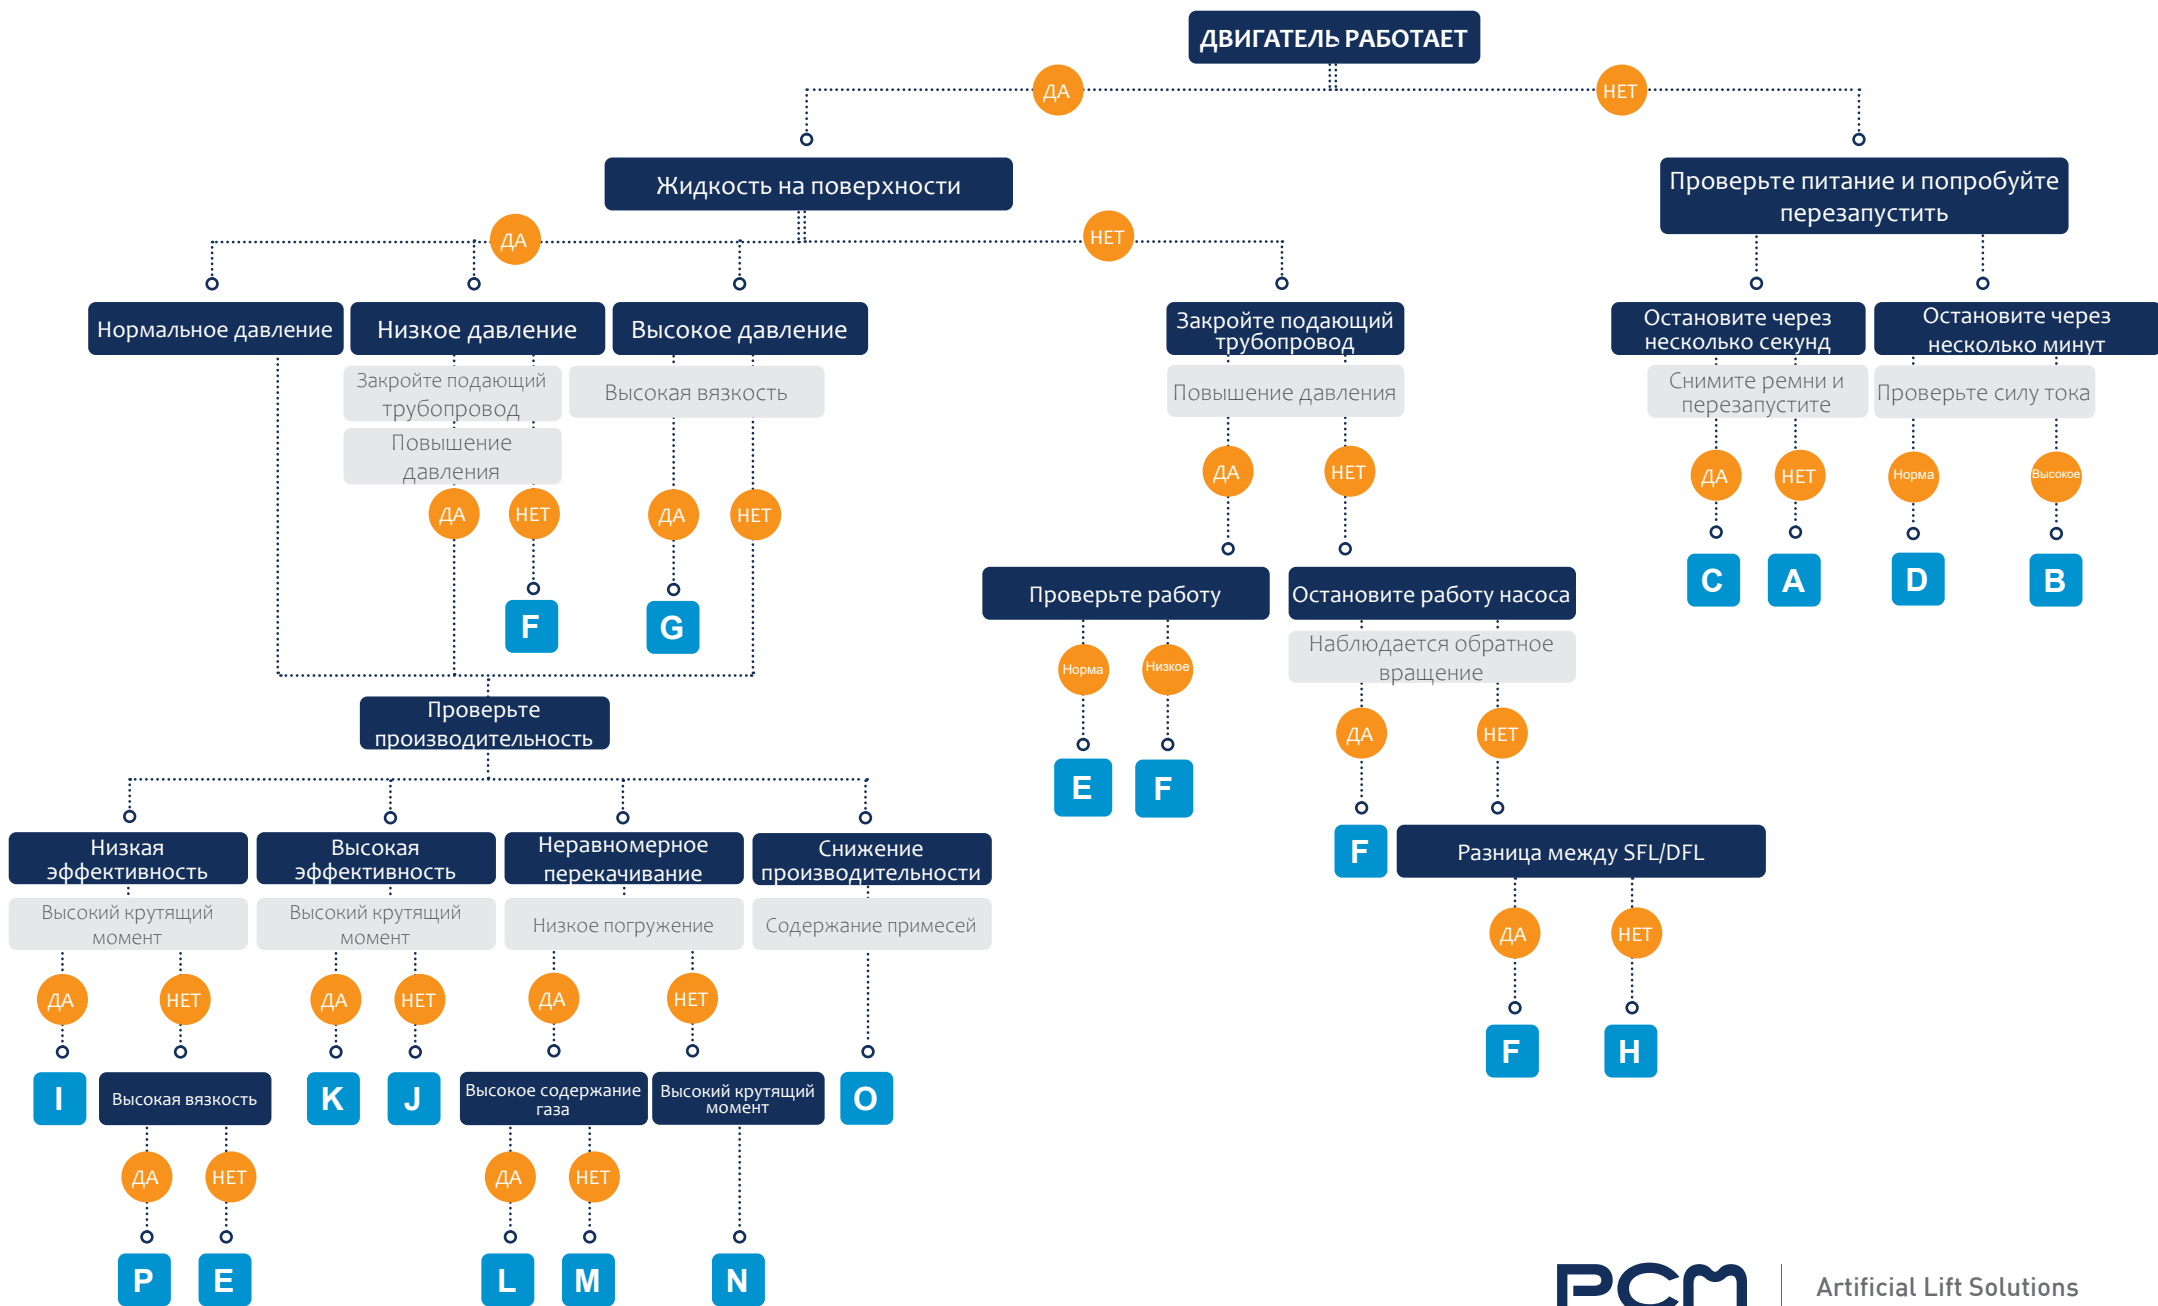 ДВИГАТЕЛЬ РАБОТАЕТ
ДА
НЕТ
Жидкость на поверхности
Проверьте питание и попробуйте
перезапустить
ДА
НЕТ
Нормальное давление
Низкое давление
Высокое давление
Закройте подающий
трубопровод
Остановите через
несколько секунд
Остановите через
несколько минут
Закройте подающий
трубопровод
Повышение
давления
Высокая вязкость
Повышение давления
Снимите ремни и
перезапустите
Проверьте силу тока
ДА
НЕТ
ДА
НЕТ
ДА
НЕТ
ДА
НЕТ
Норма
Высокое
F
G
C
A
D
B
Проверьте работу
Остановите работу насоса
Наблюдается обратное
вращение
Норма
Низкое
ДА
НЕТ
Проверьте
производительность
E
F
F
Разница между SFL/DFL
ДА
НЕТ
F
H
Низкая
эффективность
Высокая
эффективность
Неравномерное
перекачивание
Снижение
производительности
Высокий крутящий
момент
Высокий крутящий
момент
Низкое погружение
Содержание примесей
ДА
НЕТ
ДА
НЕТ
ДА
НЕТ
I
Высокая вязкость
K
J
Высокое содержание
газа
Высокий крутящий
момент
O
ДА
НЕТ
ДА
НЕТ
P
E
L
M
N
PCM
Artificial Lift Solutions